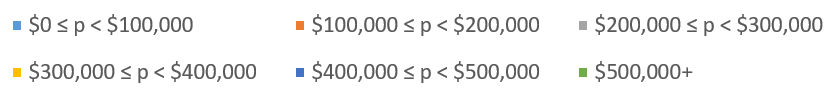 $0 ≤ p < $100,000 $100,000 ≤ p < $200,000 $200,000 ≤ p < $300,000
$300,000 ≤ p < $400,000 $400,000 ≤ p < $500,000 $500,000+